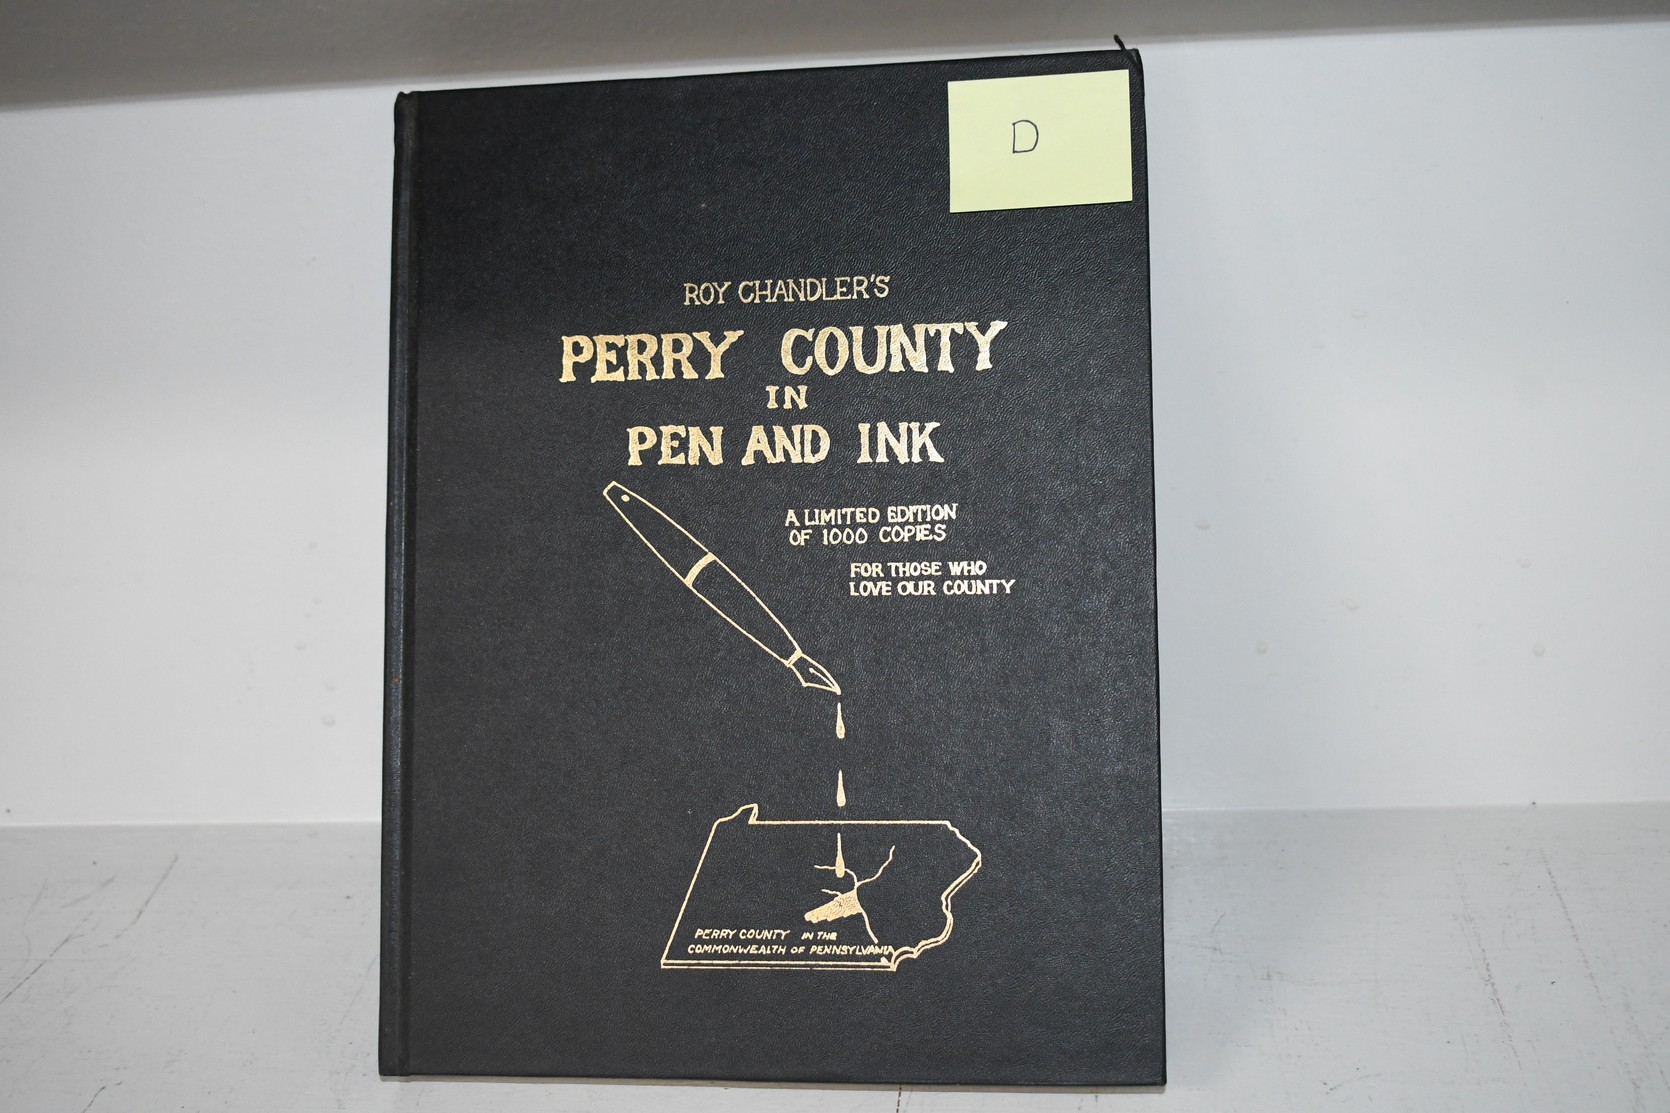 D
ROY CHANDLER'S
PERRY COUNTY
IN
PEN AND INK
A LIMITED EDITION
OF 1000 COPIES
FOR THOSE WHO
LOVE OUR COUNTY
PERRY COUNTY IN THE
COMMONWEALTH OF PENNSYLVANIA